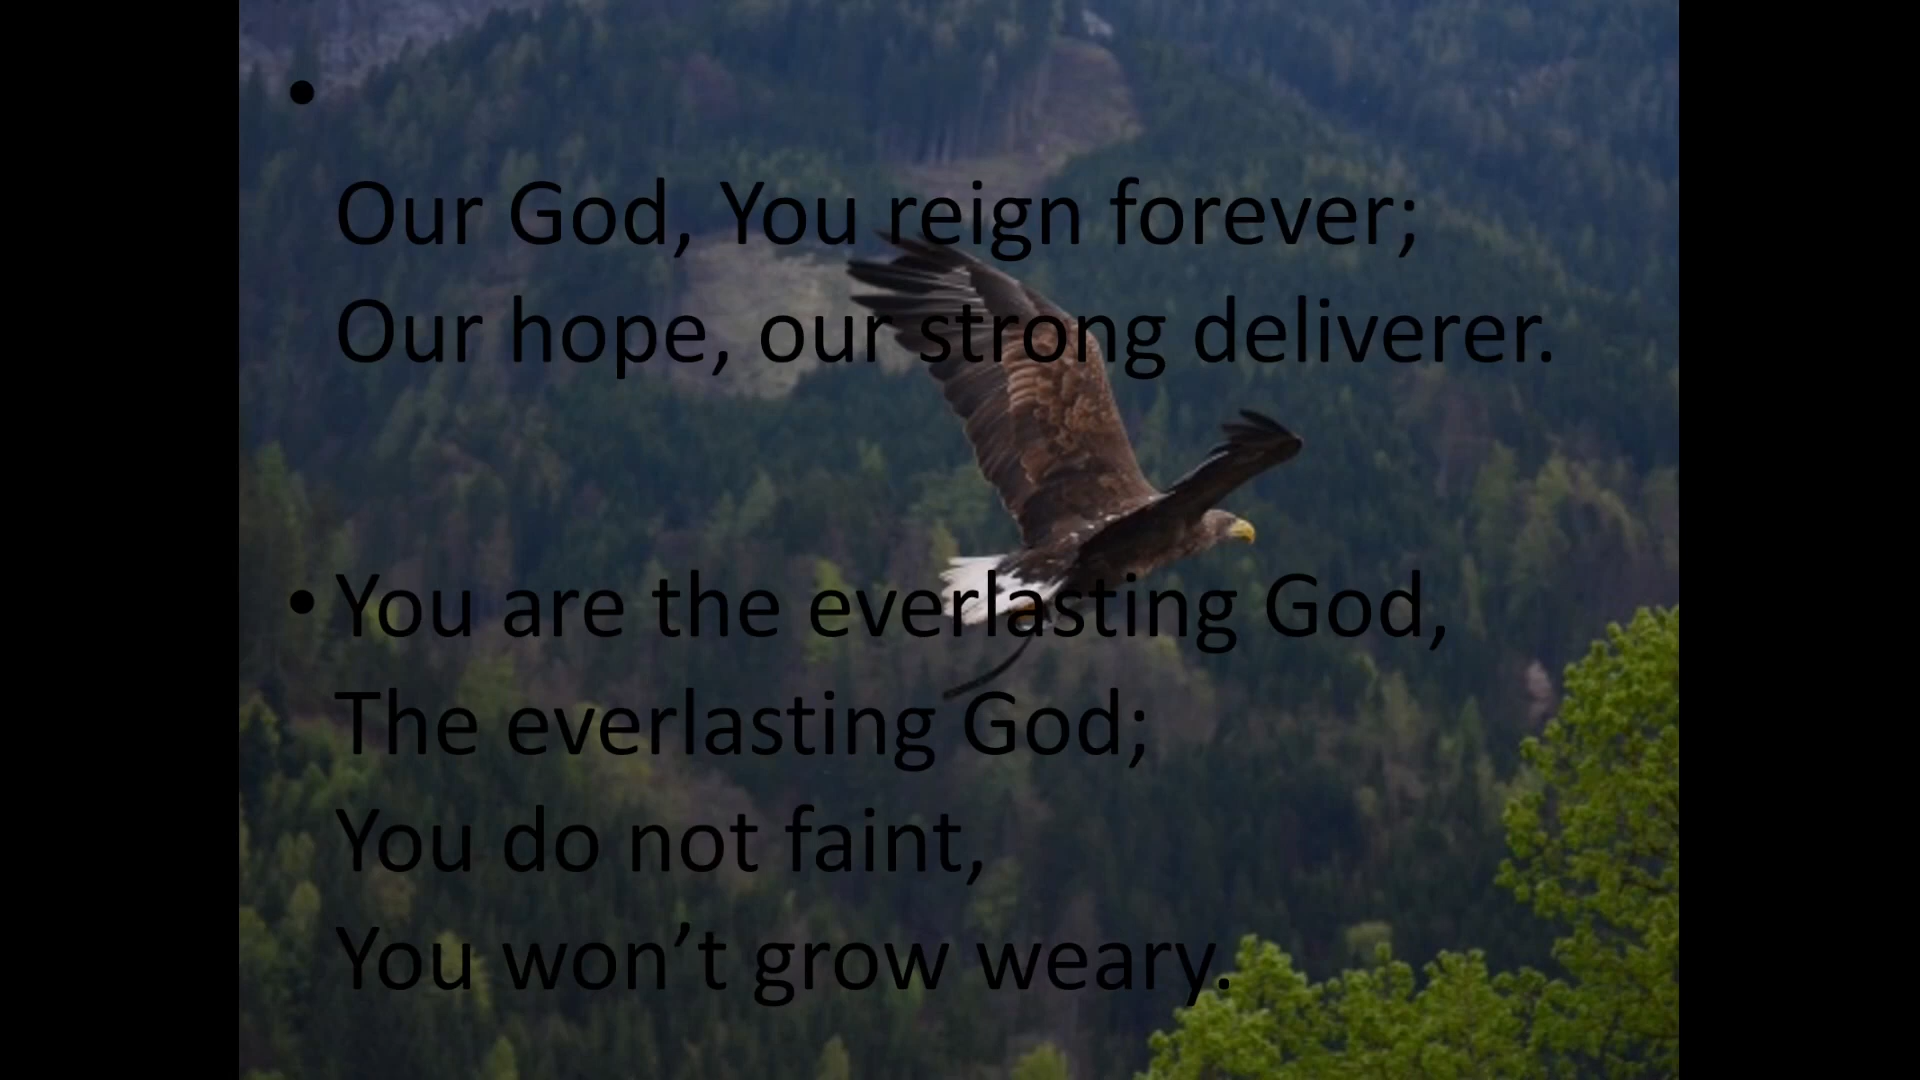 •
Our God, You reign forever;
Our hope, our strong deliverer.
• You are the everlasting God,
The everlasting God;
You do not faint,
You won’t grow weary.